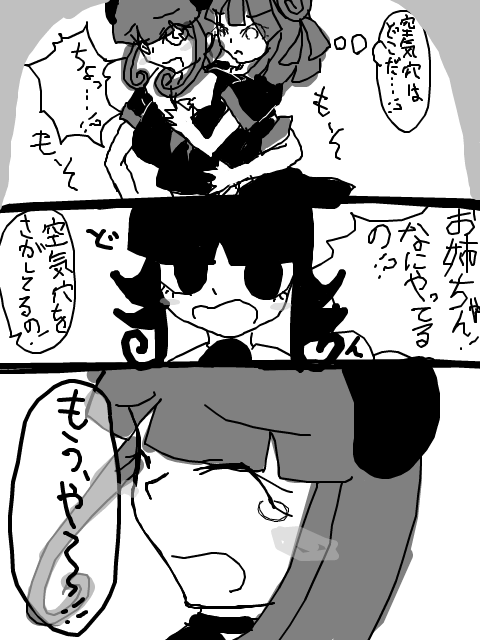 空気穴は
どこだ……!?
も、そ
ちょっ
……!?
も、そ
お姉ちゃん!
なにやってる
の!?
ど
ん
空気穴を
さがしてるの!
もう、や〜〜!!